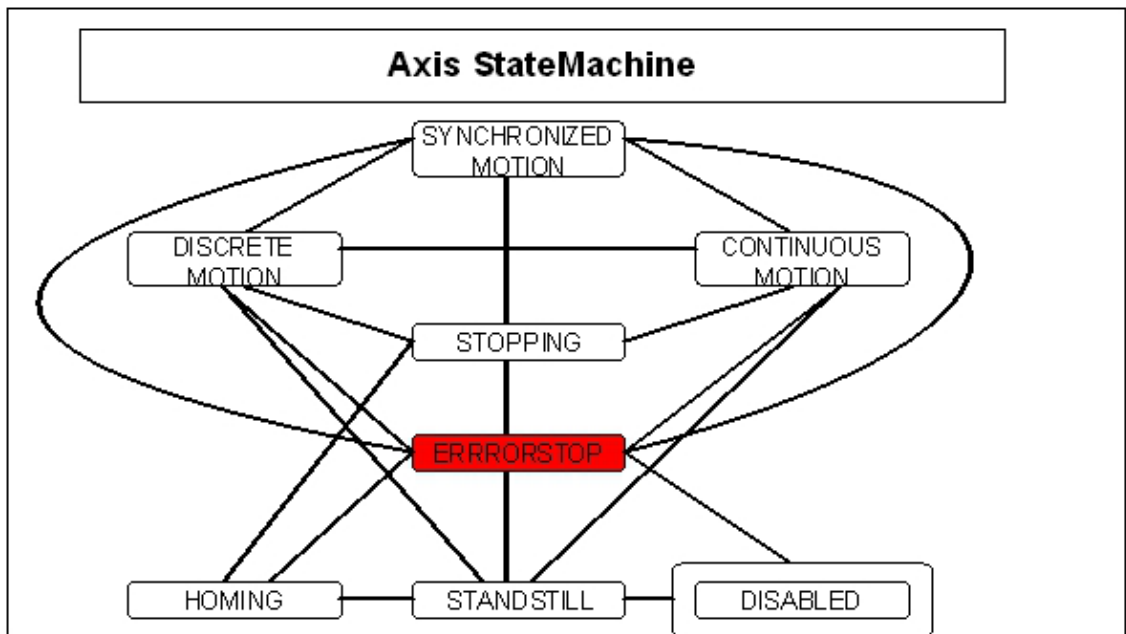 Axis StateMachine
SYNCHRONIZED
MOTION
DISCRETE
MOTION
CONTINUOUS
MOTION
STOPPING
ERRRORSTOP
HOMING
STANDSTILL
DISABLED